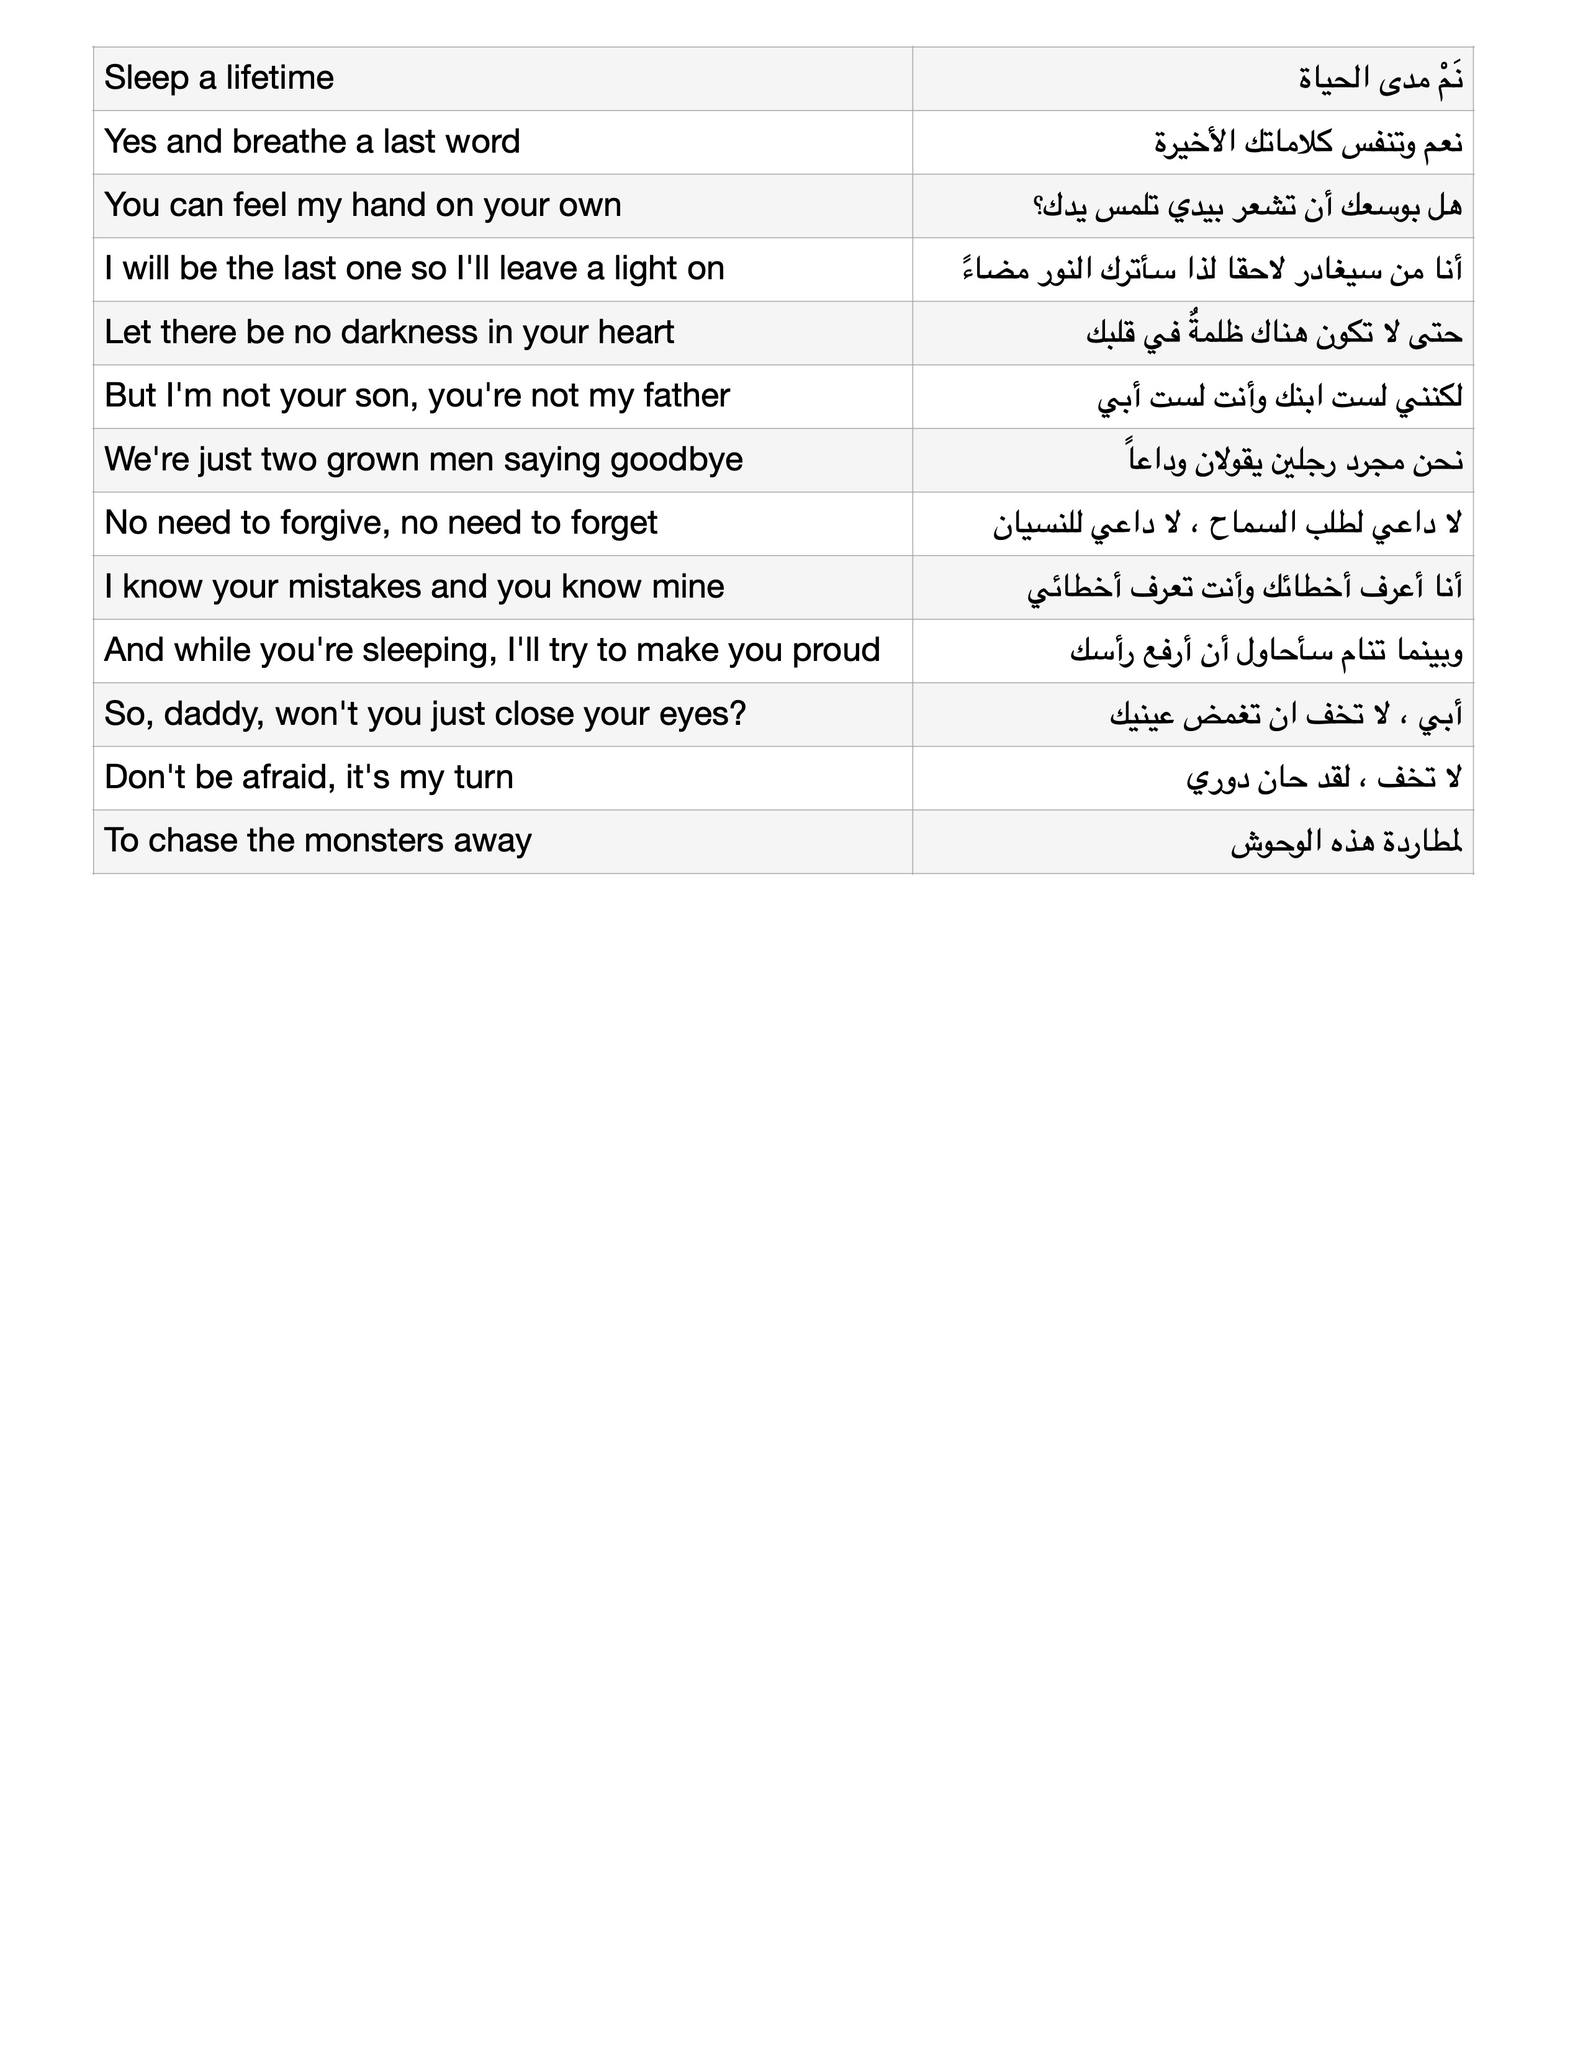 Sleep a lifetime
نَمْ مدى الحياة
Yes and breathe a last word
نعم وتنفس كلاماتك الأخيرة
You can feel my hand on your own
هل بوسعك أن تشعر بيدي تلمس يدك؟
I will be the last one so I'll leave a light on
أنا من سيغادر لاحقا لذا سأترك النور مضاءً
Let there be no darkness in your heart
حتى لا تكون هناك ظلمةٌ في قلبك
But I'm not your son, you're not my father
لكنني لست ابنك وأنت لست أبي
We're just two grown men saying goodbye
نحن مجرد رجلين يقولان وداعاً
No need to forgive, no need to forget
لا داعي لطلب السماح ، لا داعي للنسيان
I know your mistakes and you know mine
أنا أعرف أخطائك وأنت تعرف أخطائي
And while you're sleeping, I'll try to make you proud
وبينما تنام سأحاول أن أرفع رأسك
So, daddy, won't you just close your eyes?
أبي ، لا تخف ان تغمض عينيك
Don't be afraid, it's my turn
لا تخف ، لقد حان دوري
To chase the monsters away
لمطاردة هذه الوحوش